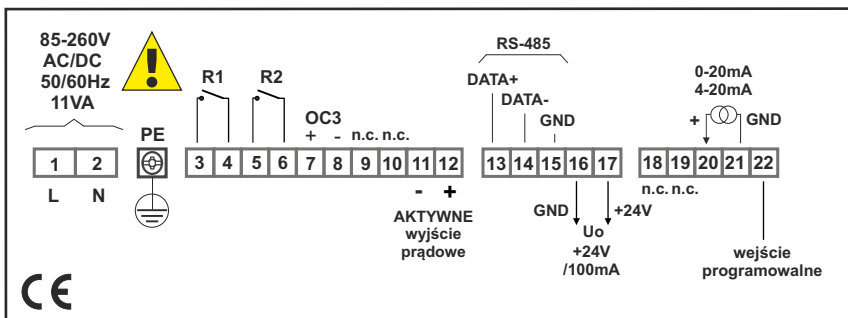 85-260V
AC/DC
50/60Hz
11VA
PE
1 2
L N
R1 R2
OC3
+ - n.c. n.c.
3 4 5 6 7 8 9 10 11 12
- +
AKTYWNE
wyjście
prądowe
RS-485
DATA+
DATA-
GND
13 14 15 16 17
GND +24V
Uo
+24V
/100mA
0-20mA
4-20mA
+ GND
18 19 20 21 22
n.c. n.c.
wejście
programowalne
CE